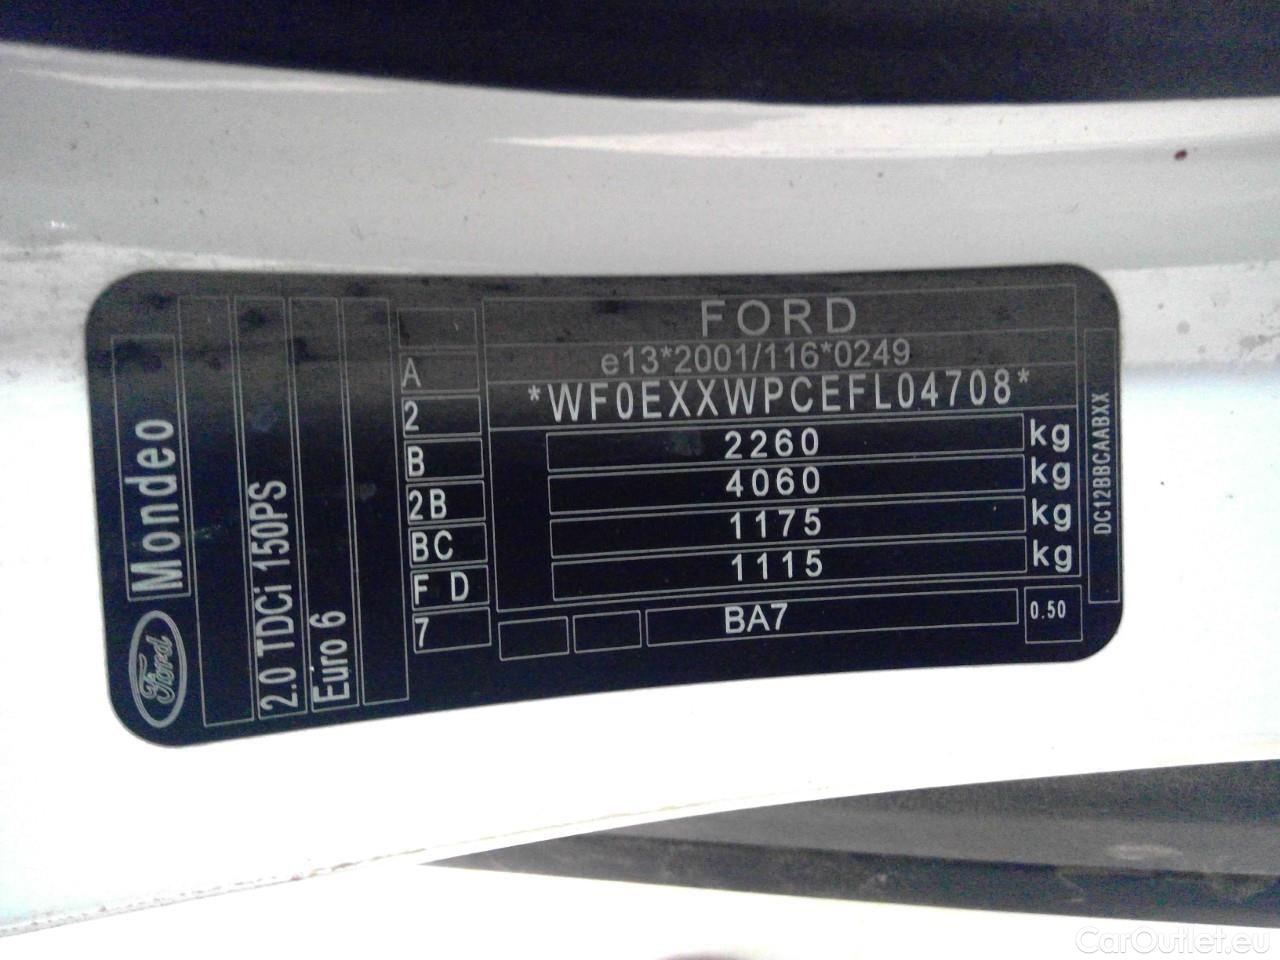 FORD
e13*2001/116*0249
*WF0EXXWPCEFL04708*
2260 kg
4060 kg
1175 kg
1115 kg
BA7
0.50
DC12BBCAABXX
A
2
B
2B
BC
F D
7
Mondeo
Ford
2.0 TDCi 150PS
Euro 6
CarOutlet.eu